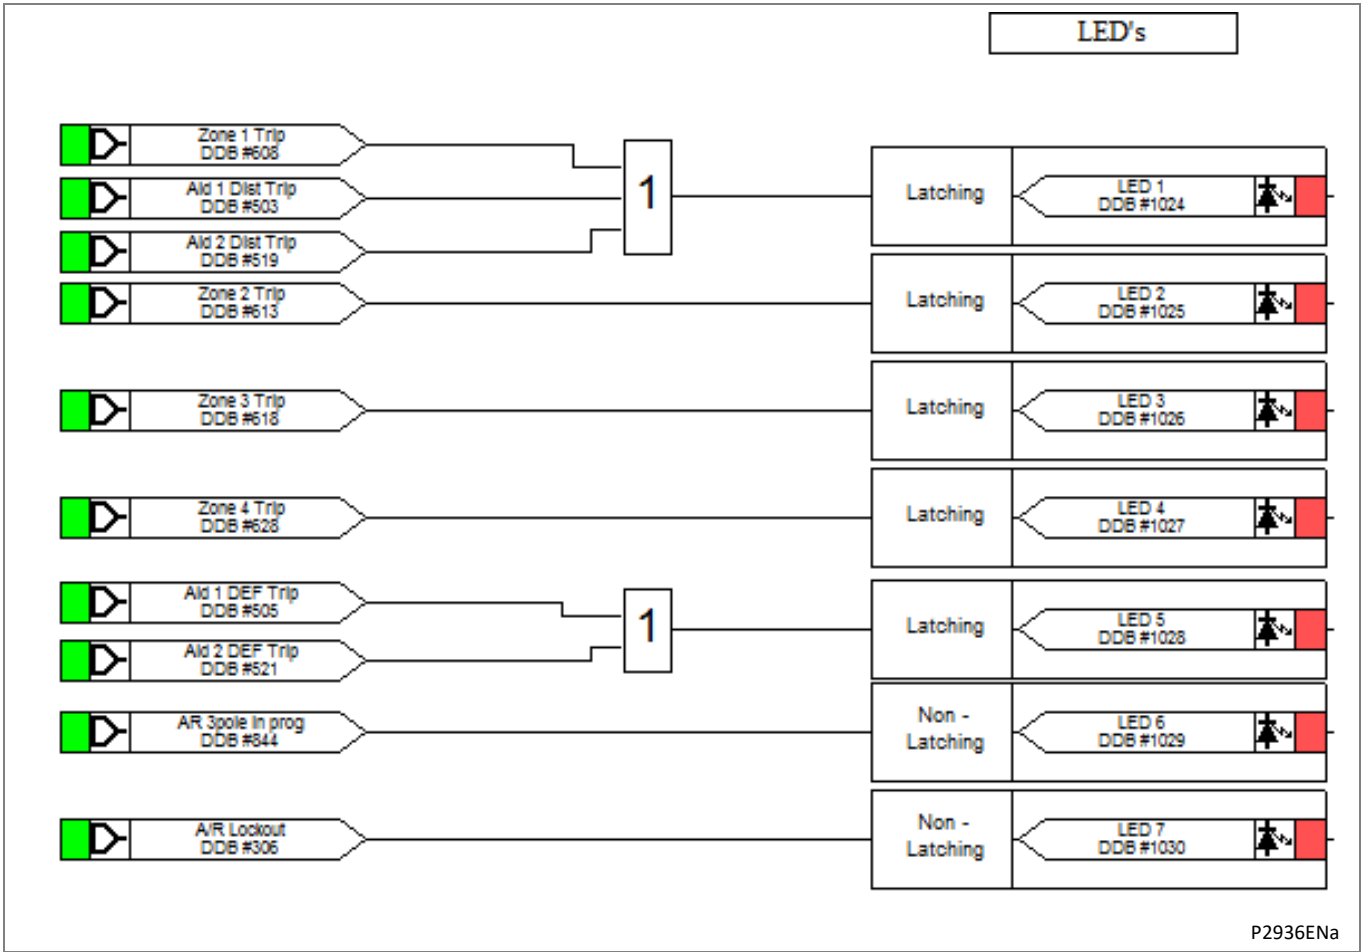 LED's
Zone 1 Trip
DDB #608
Aid 1 Dist Trip
DDB #503
Aid 2 Dist Trip
DDB #519
1
Latching
LED 1
DDB #1024
Zone 2 Trip
DDB #613
Latching
LED 2
DDB #1025
Zone 3 Trip
DDB #618
Latching
LED 3
DDB #1026
Zone 4 Trip
DDB #628
Latching
LED 4
DDB #1027
Aid 1 DEF Trip
DDB #505
Aid 2 DEF Trip
DDB #521
1
Latching
LED 5
DDB #1028
AR 3pole in prog
DDB #844
Non -
Latching
LED 6
DDB #1029
A/R Lockout
DDB #306
Non -
Latching
LED 7
DDB #1030
P2936ENa